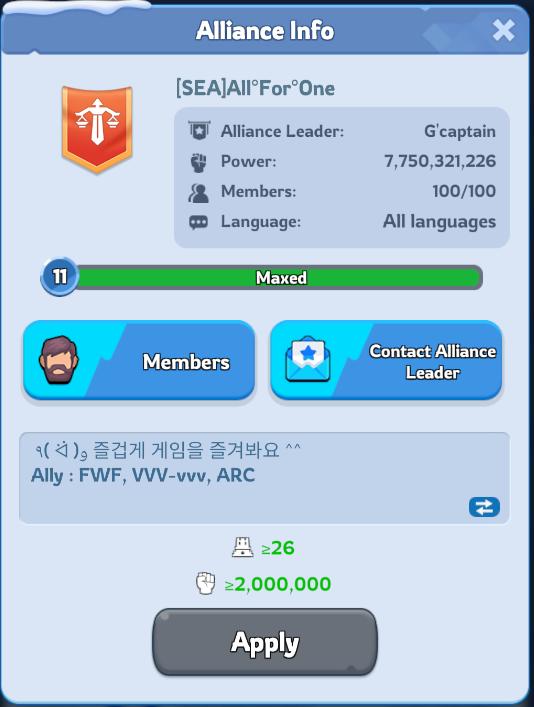 Alliance Info
[SEA]All°For°One
Alliance Leader: G'captain
Power: 7,750,321,226
Members: 100/100
Language: All languages
11 Maxed
Members
Contact Alliance
Leader
٩( ᐛ )و 즐겁게 게임을 즐겨봐요 ^^
Ally : FWF, VVV-vvv, ARC
≥26
≥2,000,000
Apply